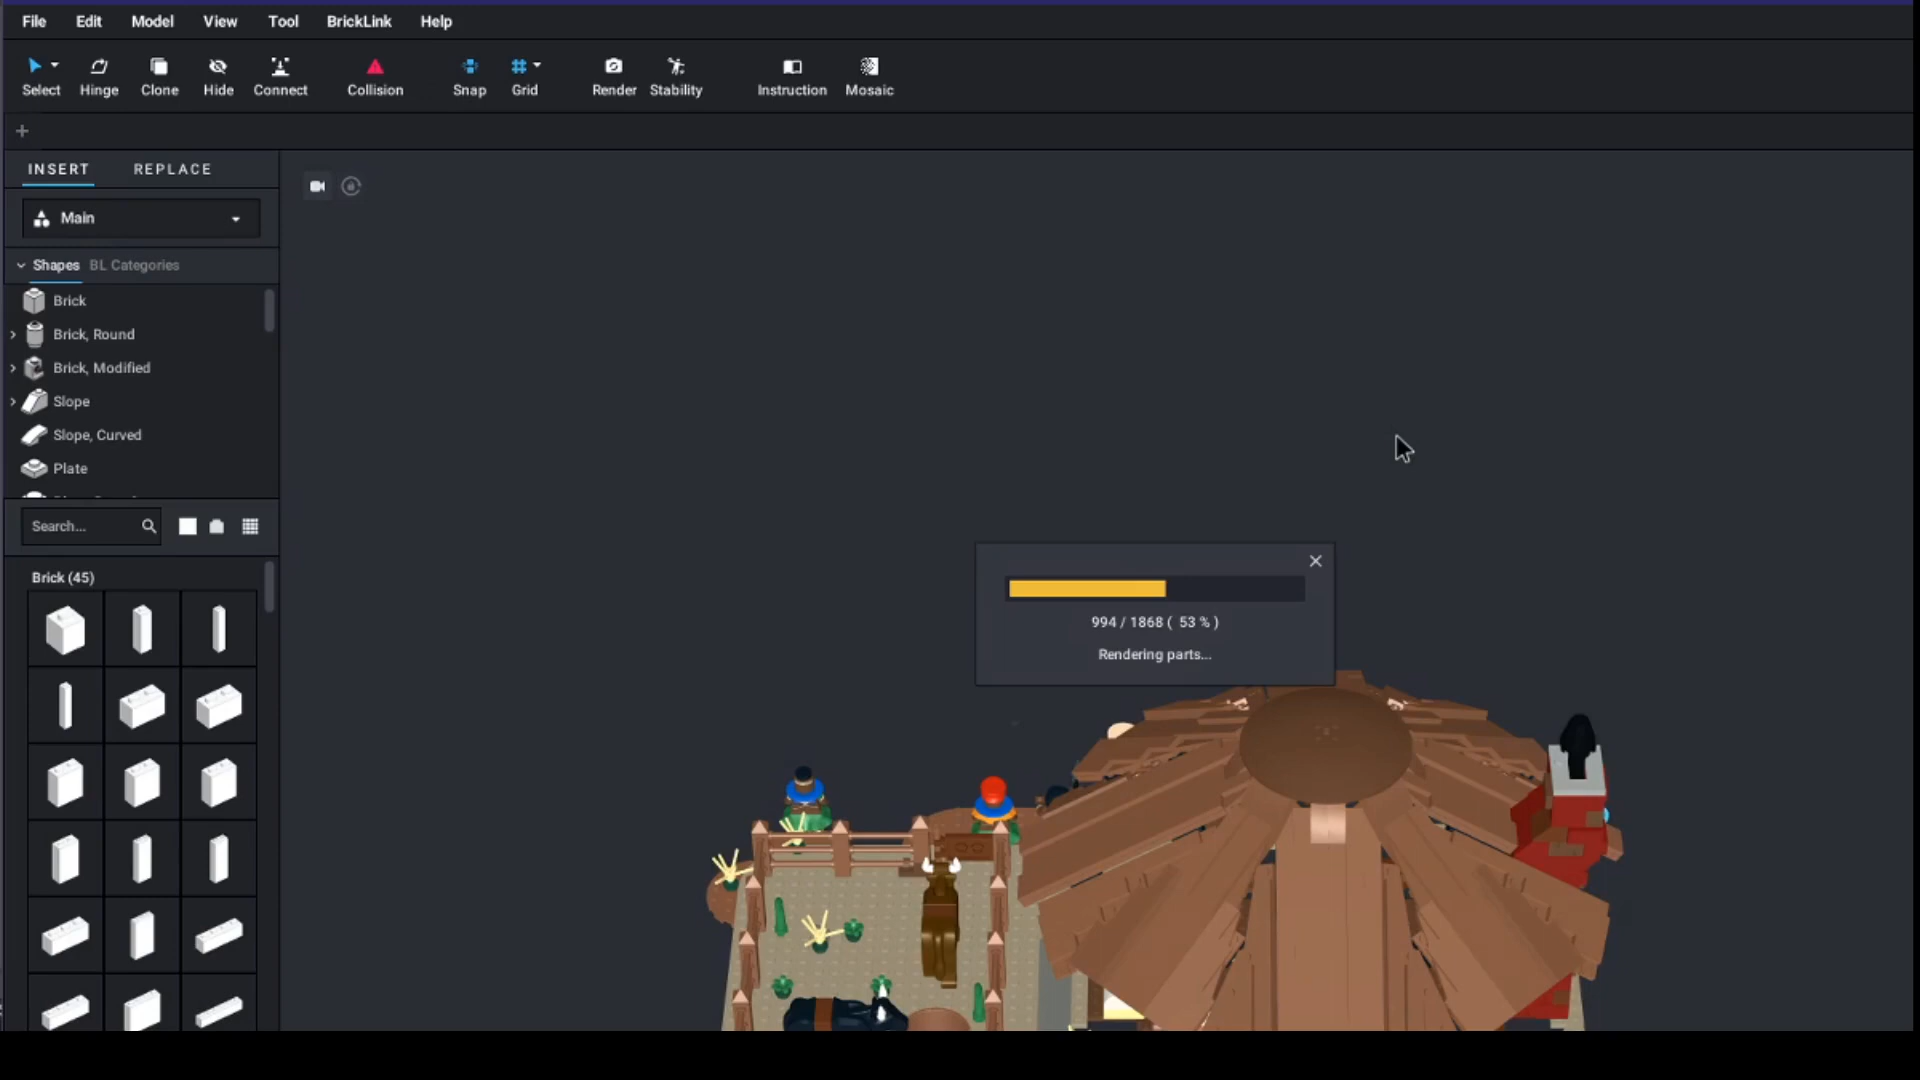 File Edit Model View Tool BrickLink Help
Select Hinge Clone Hide Connect Collision Snap Grid Render Stability Instruction Mosaic
+
INSERT REPLACE
Main
Shapes BL Categories
Brick
Brick, Round
Brick, Modified
Slope
Slope, Curved
Plate
Search...
Brick (45)
994 / 1868 ( 53 % )
Rendering parts...